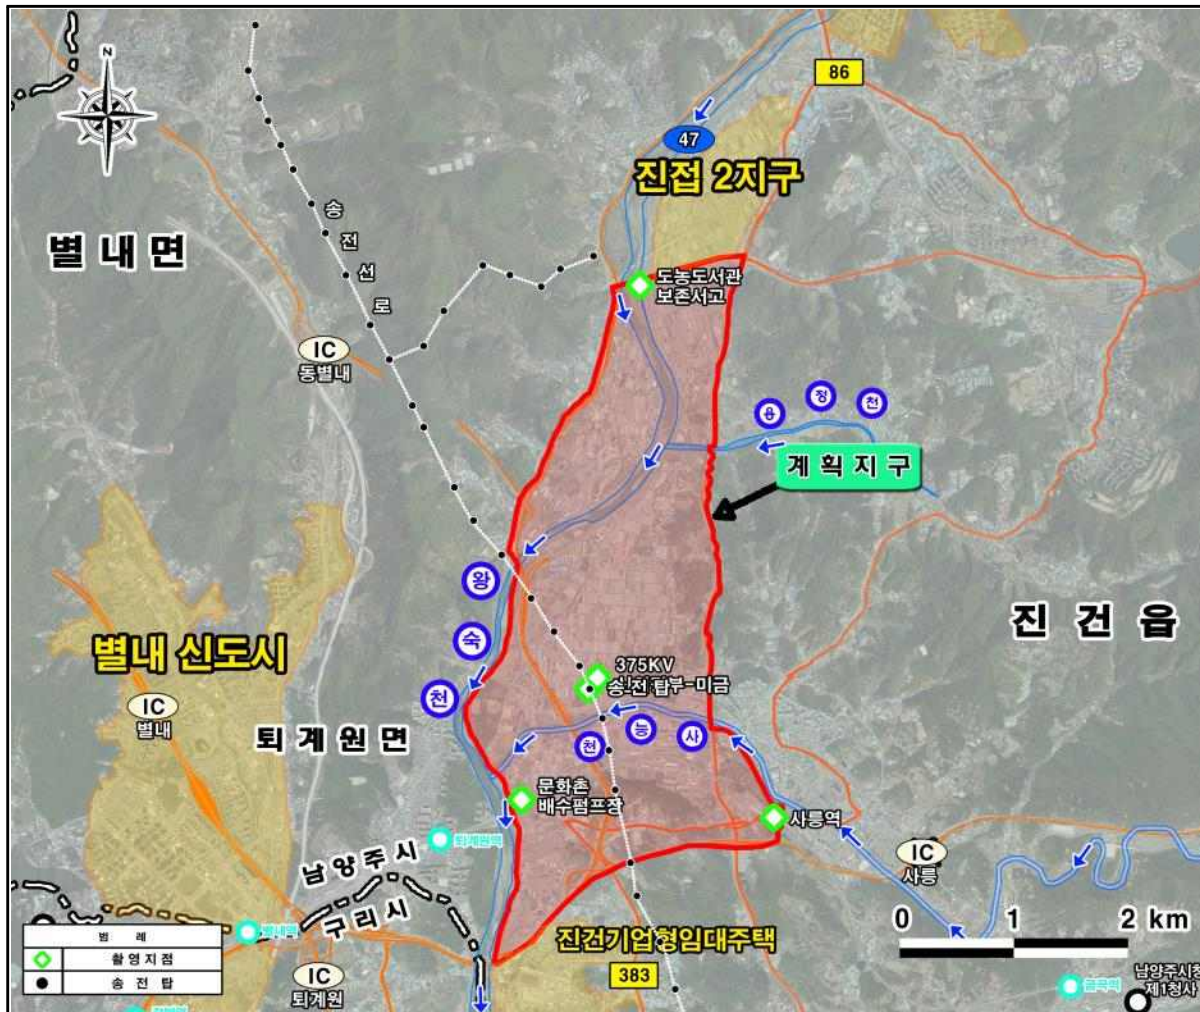 N
86
47
진접 2지구
별내면
송전선로
도농도서관
보존서고
IC
동별내
용정천
계획지구
왕숙천
진건읍
별내 신도시
375KV
부-미금
송전탑
IC
별내
퇴계원면
천능사
문화촌
배수펌프장
사릉역
퇴계원역
IC
사릉
남양주시
구리시
별내역
0 1 2 km
범 례
촬영지점
송 전 탑
진건기업형임대주택
383
IC
퇴계원
금곡역
남양주시청
제1청사